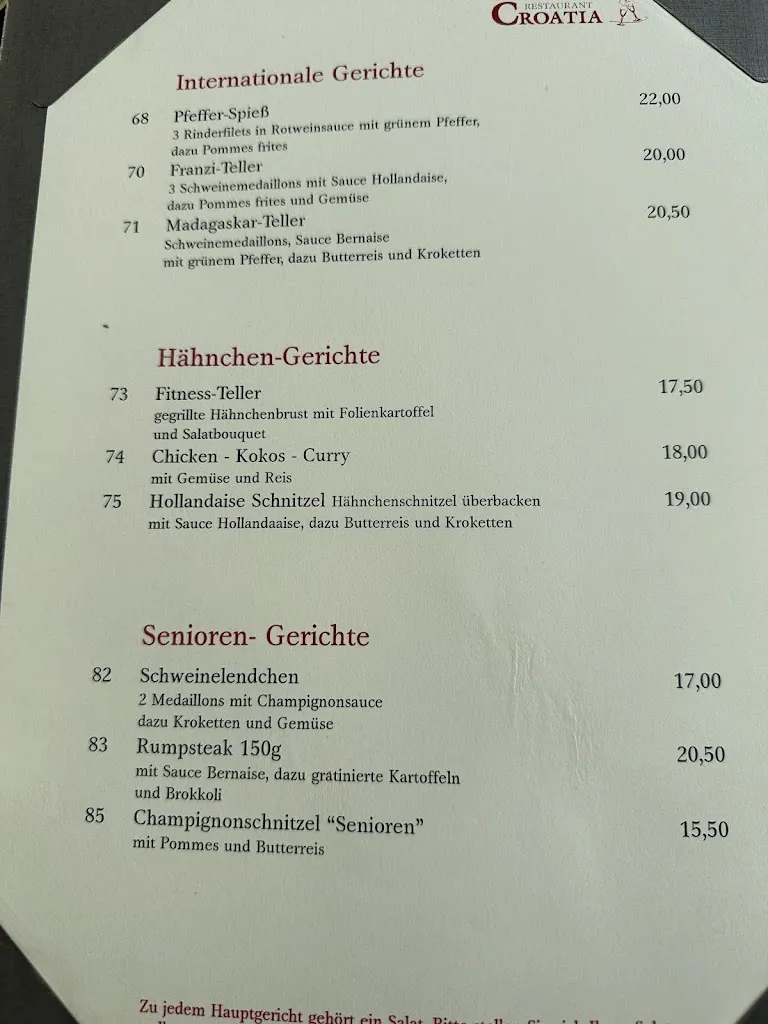 RESTAURANT
CROATIA
Internationale Gerichte
68 Pfeffer-Spieß 22,00
3 Rinderfilets in Rotweinsauce mit grünem Pfeffer,
dazu Pommes frites
70 Franzi-Teller 20,00
3 Schweinemedaillons mit Sauce Hollandaise,
dazu Pommes frites und Gemüse
71 Madagaskar-Teller 20,50
Schweinemedaillons, Sauce Bernaise
mit grünem Pfeffer, dazu Butterreis und Kroketten
Hähnchen-Gerichte
73 Fitness-Teller 17,50
gegrillte Hähnchenbrust mit Folienkartoffel
und Salatbouquet
74 Chicken - Kokos - Curry 18,00
mit Gemüse und Reis
75 Hollandaise Schnitzel Hähnchenschnitzel überbacken 19,00
mit Sauce Hollandaaise, dazu Butterreis und Kroketten
Senioren- Gerichte
82 Schweinelendchen 17,00
2 Medaillons mit Champignonsauce
dazu Kroketten und Gemüse
83 Rumpsteak 150g 20,50
mit Sauce Bernaise, dazu gratinierte Kartoffeln
und Brokkoli
85 Champignonschnitzel “Senioren” 15,50
mit Pommes und Butterreis
Zu jedem Hauptgericht gehört ein Salat.